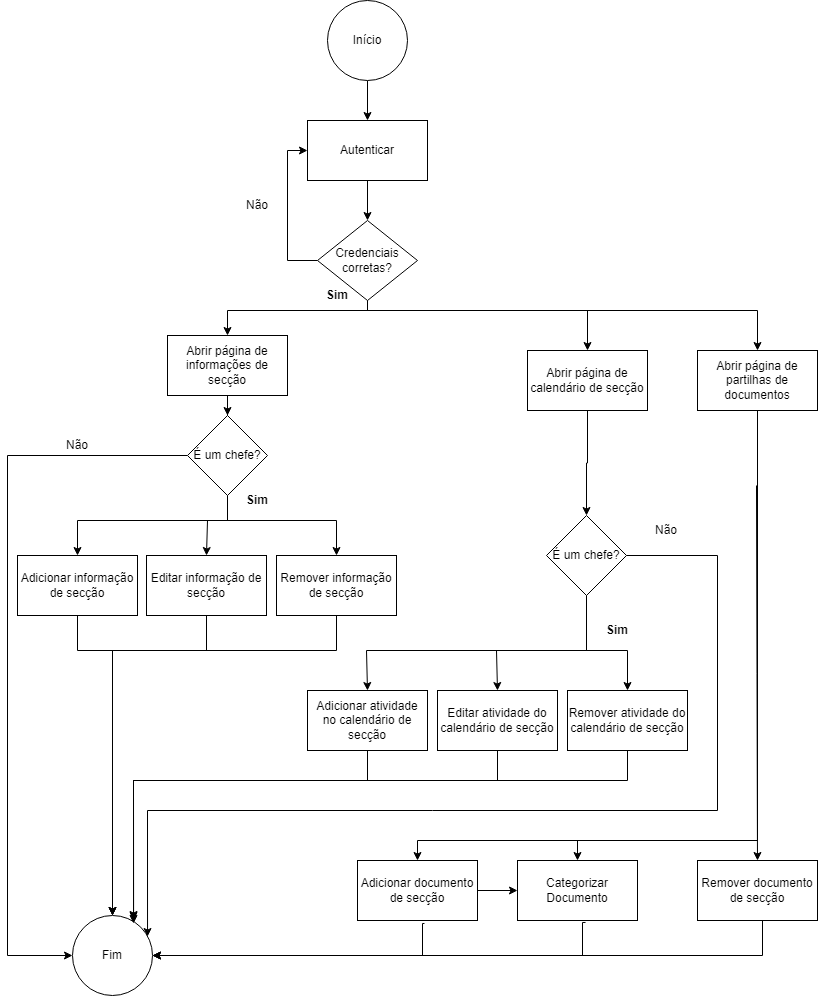 Início
Autenticar
Não
Credenciais
corretas?
Sim
Abrir página de
informações de
secção
Abrir página de
calendário de secção
Abrir página de
partilhas de
documentos
Não
É um chefe?
Sim
Não
É um chefe?
Adicionar informação
de secção
Editar informação de
secção
Remover informação
de secção
Sim
Adicionar atividade
no calendário de
secção
Editar atividade do
calendário de secção
Remover atividade do
calendário de secção
Adicionar documento
de secção
Categorizar
Documento
Remover documento
de secção
Fim